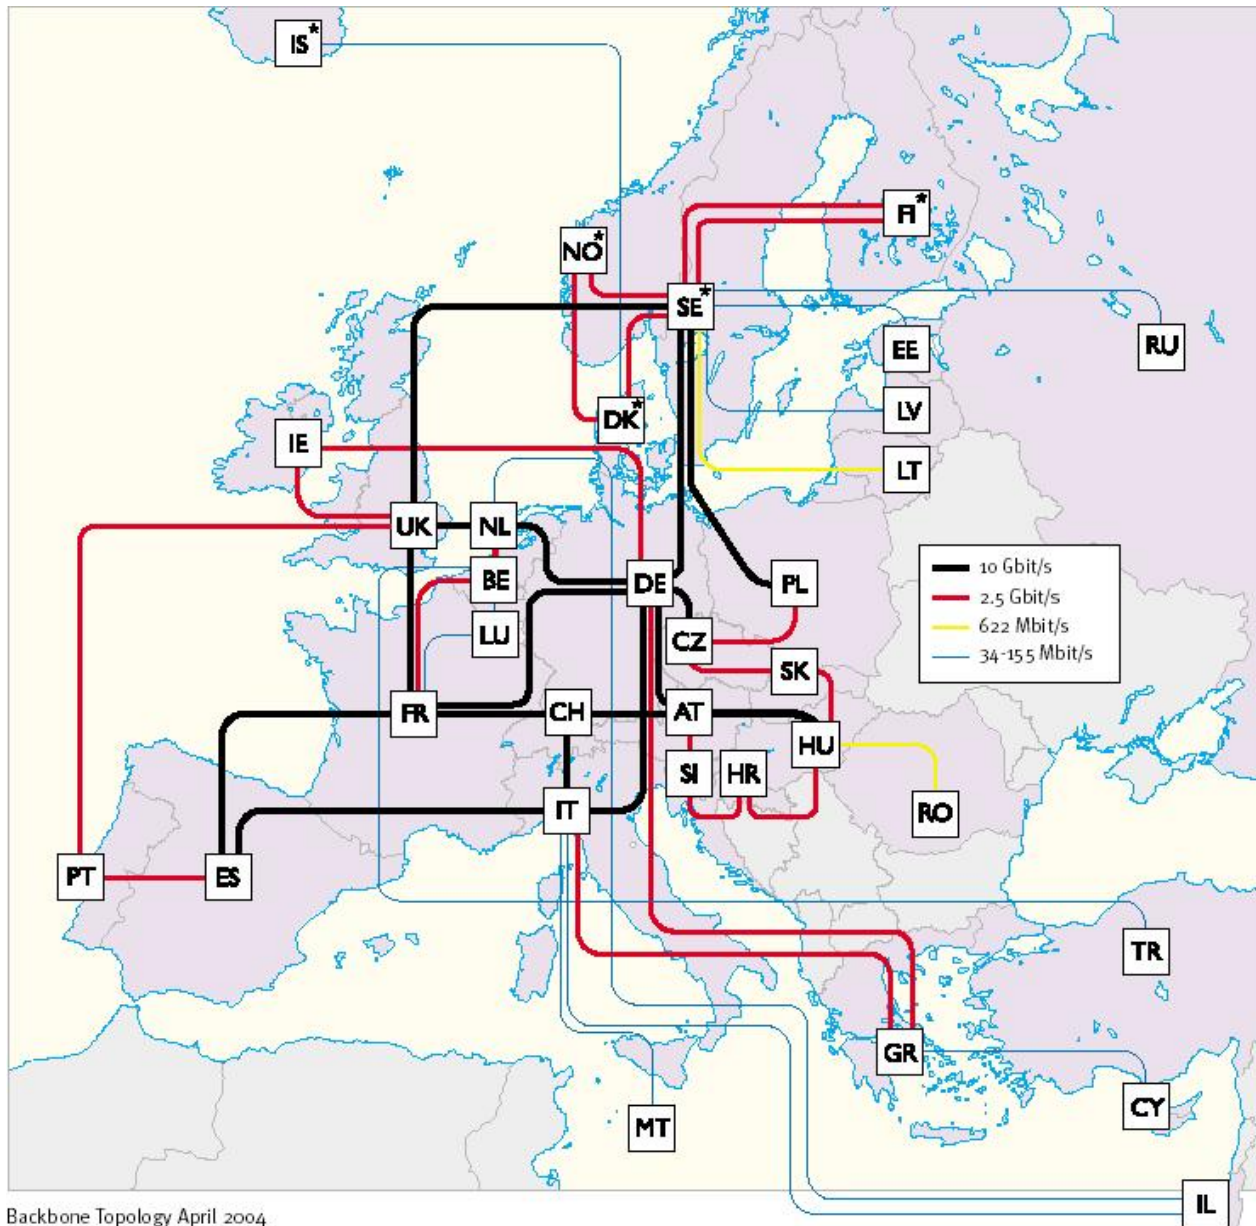 IS*
FI*
NO*
SE*
RU
EE
DK*
LV
IE
LT
UK
NL
10 Gbit/s
BE
DE
PL
2.5 Gbit/s
622 Mbit/s
LU
CZ
34-155 Mbit/s
SK
FR
CH
AT
HU
SI
HR
IT
RO
PT
ES
TR
GR
CY
MT
IL
Backbone Topology April 2004